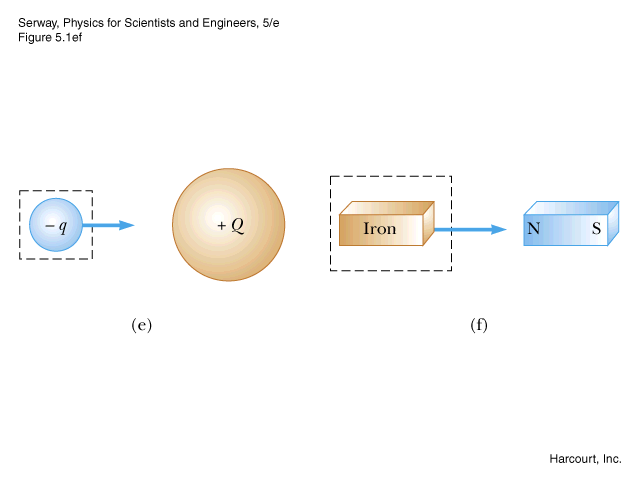 Serway, Physics for Scientists and Engineers, 5/e
Figure 5.1ef
– q
+ Q
Iron
N S
(e)
(f)
Harcourt, Inc.